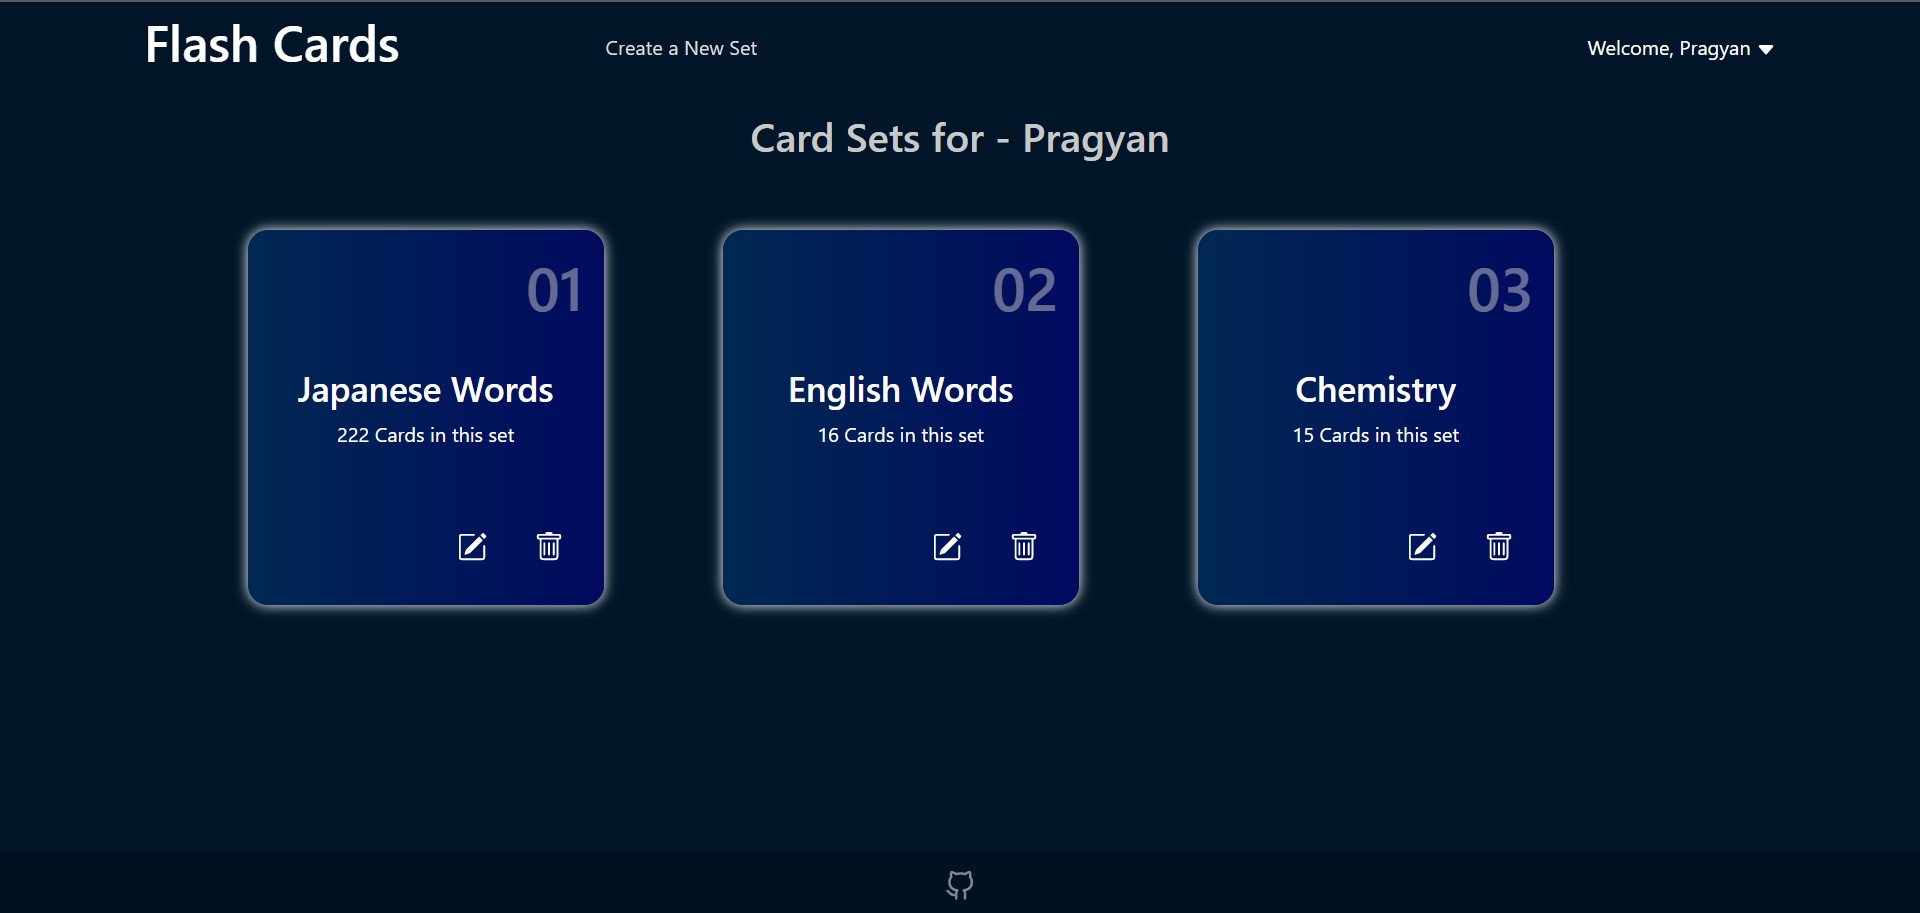 Flash Cards
Create a New Set
Welcome, Pragyan
Card Sets for - Pragyan
01
Japanese Words
222 Cards in this set
02
English Words
16 Cards in this set
03
Chemistry
15 Cards in this set